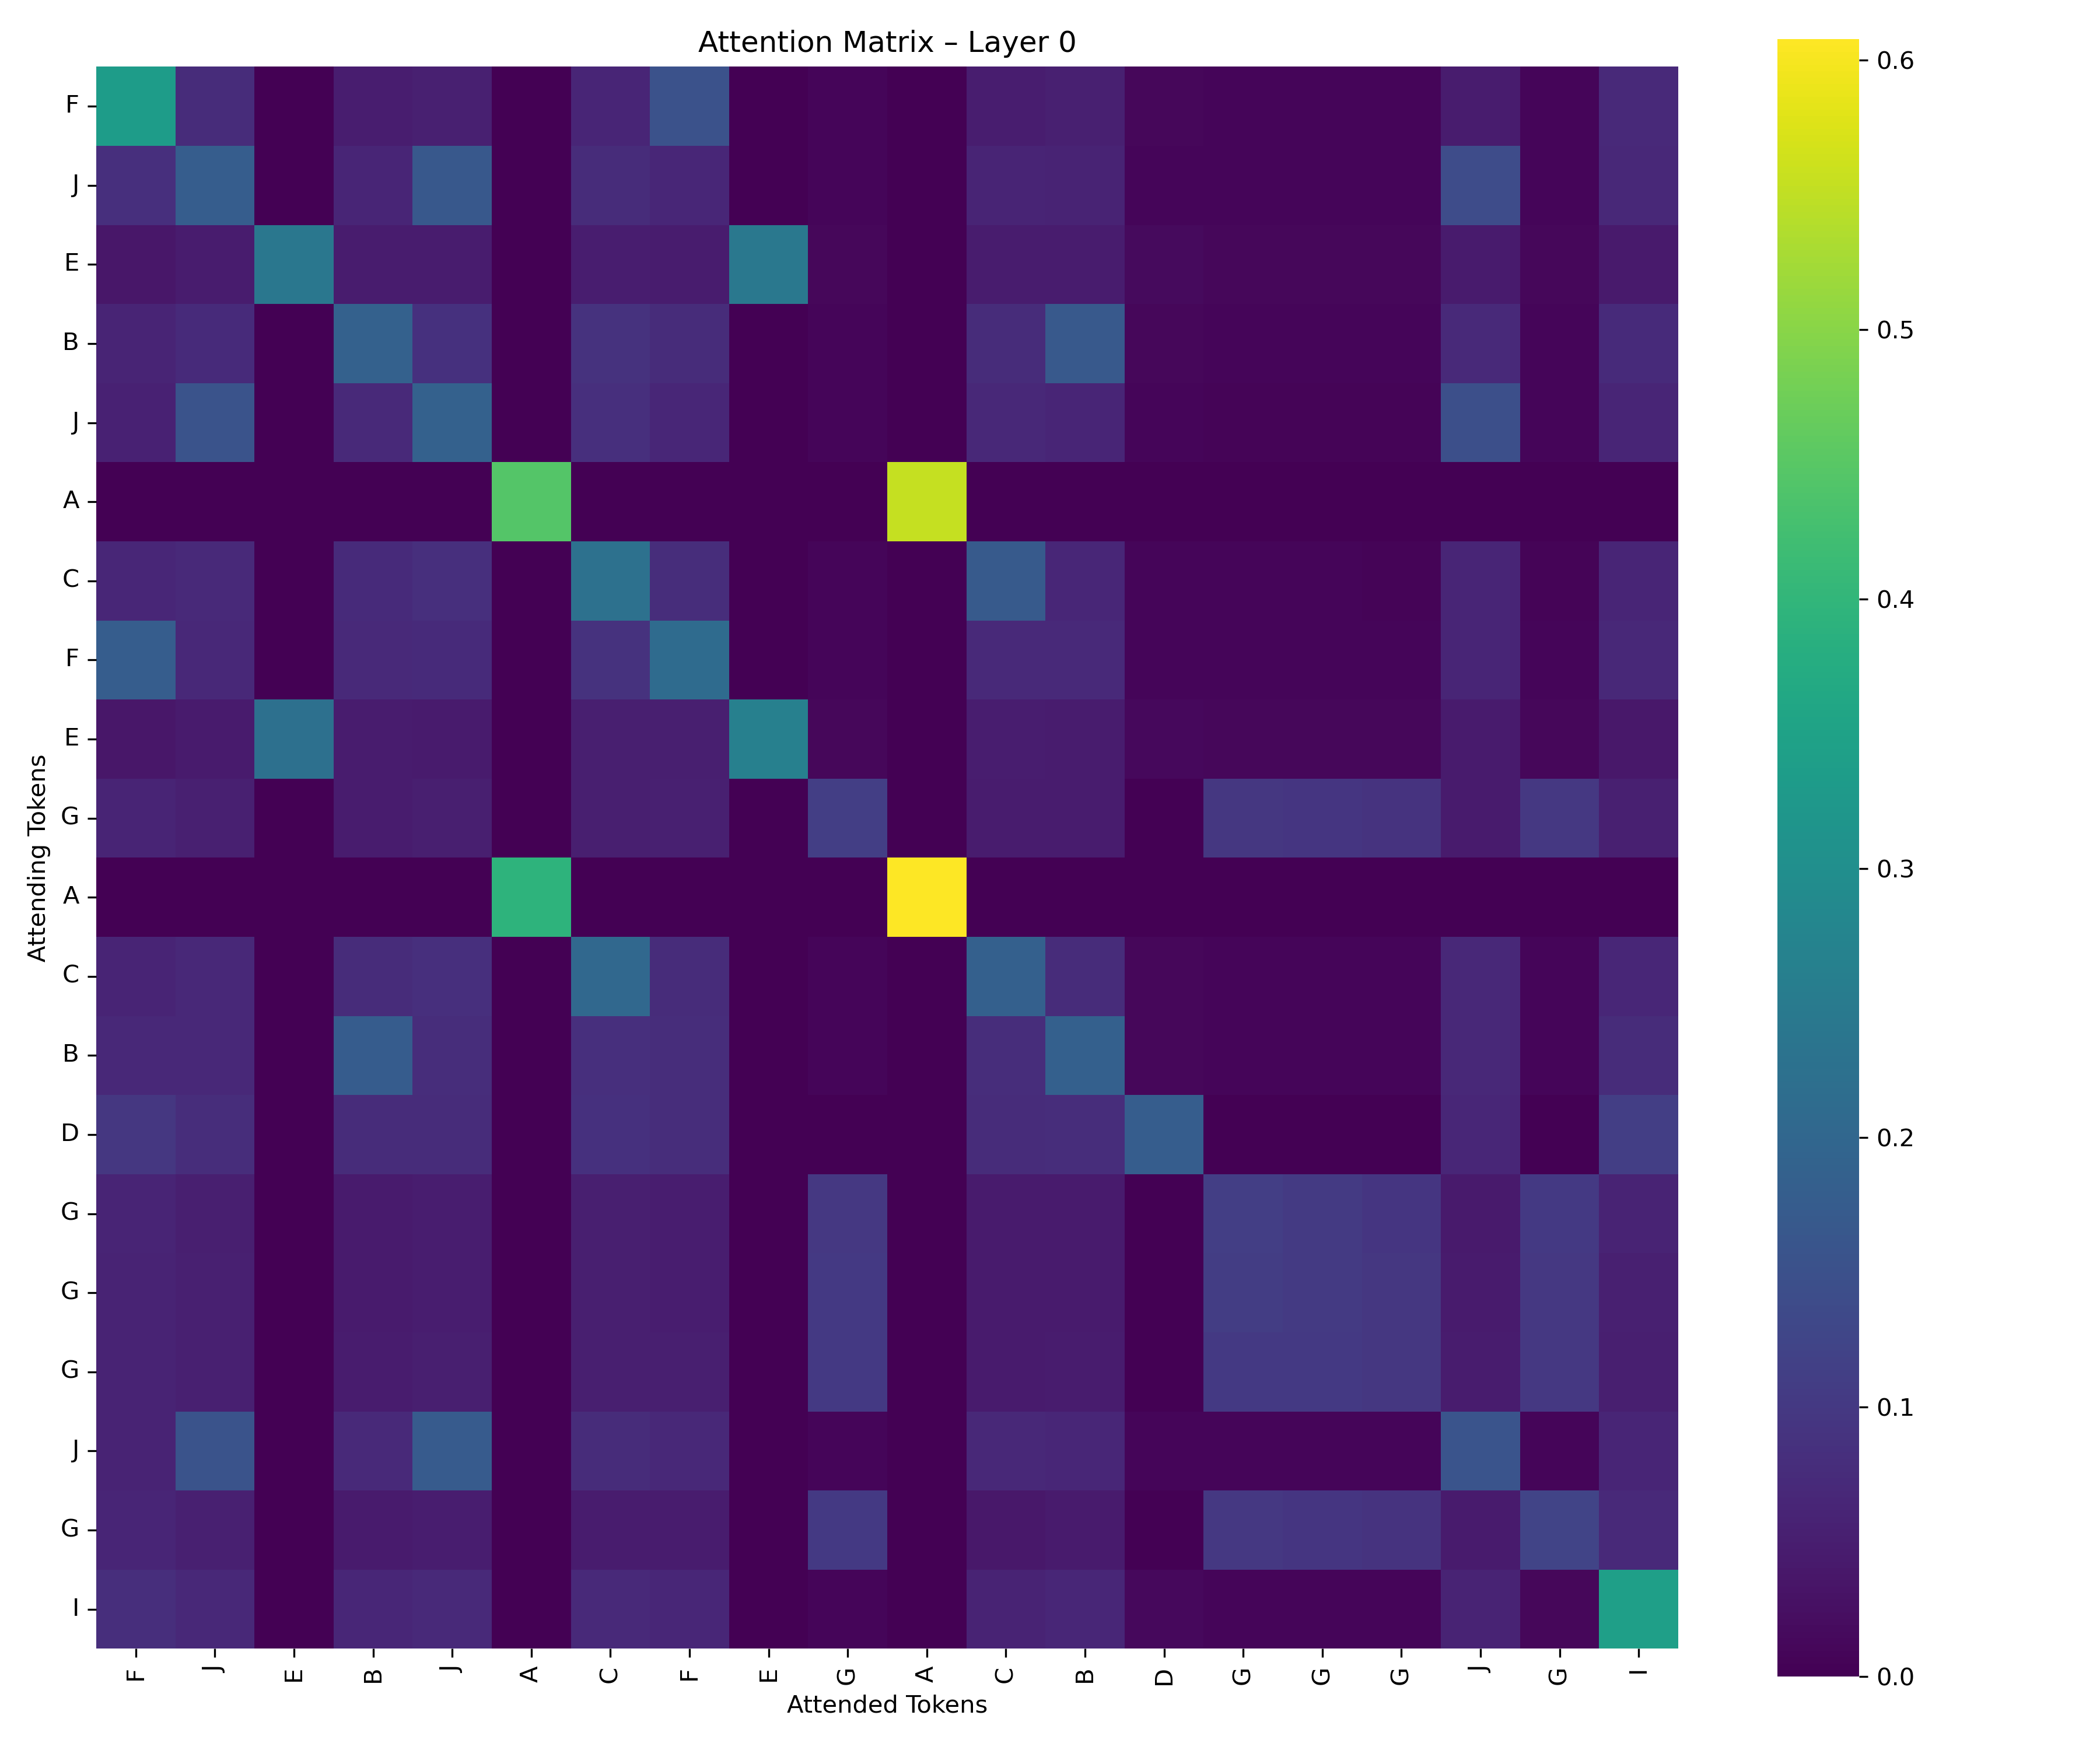 Attention Matrix – Layer 0
Attending Tokens
F
J
E
B
J
A
C
F
E
G
A
C
B
D
G
G
G
J
G
I
F J E B J A C F E G A C B D G G G J G I
Attended Tokens
0.6
0.5
0.4
0.3
0.2
0.1
0.0